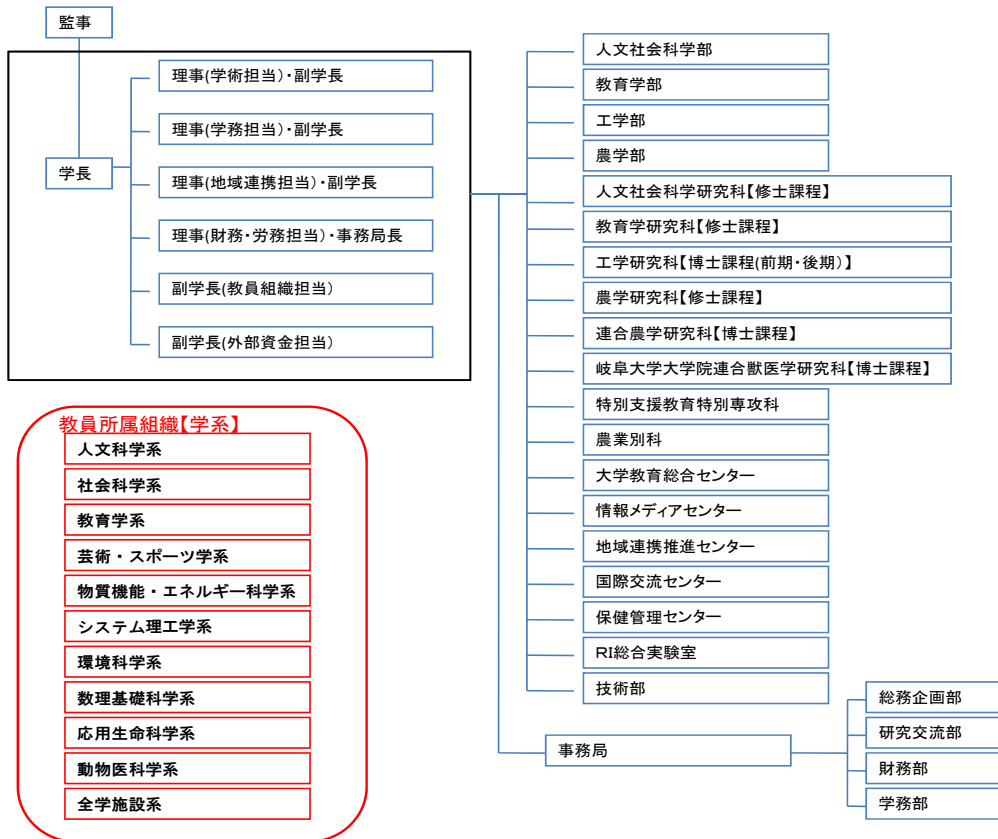 監事
学長
理事(学術担当)・副学長
理事(学務担当)・副学長
理事(地域連携担当)・副学長
理事(財務・労務担当)・事務局長
副学長(教員組織担当)
副学長(外部資金担当)
教員所属組織【学系】
人文科学系
社会科学系
教育学系
芸術・スポーツ学系
物質機能・エネルギー科学系
システム理工学系
環境科学系
数理基礎科学系
応用生命科学系
動物医科学系
全学施設系
人文社会科学部
教育学部
工学部
農学部
人文社会科学研究科【修士課程】
教育学研究科【修士課程】
工学研究科【博士課程(前期・後期)】
農学研究科【修士課程】
連合農学研究科【博士課程】
岐阜大学大学院連合獣医学研究科【博士課程】
特別支援教育特別専攻科
農業別科
大学教育総合センター
情報メディアセンター
地域連携推進センター
国際交流センター
保健管理センター
RI総合実験室
技術部
事務局
総務企画部
研究交流部
財務部
学務部